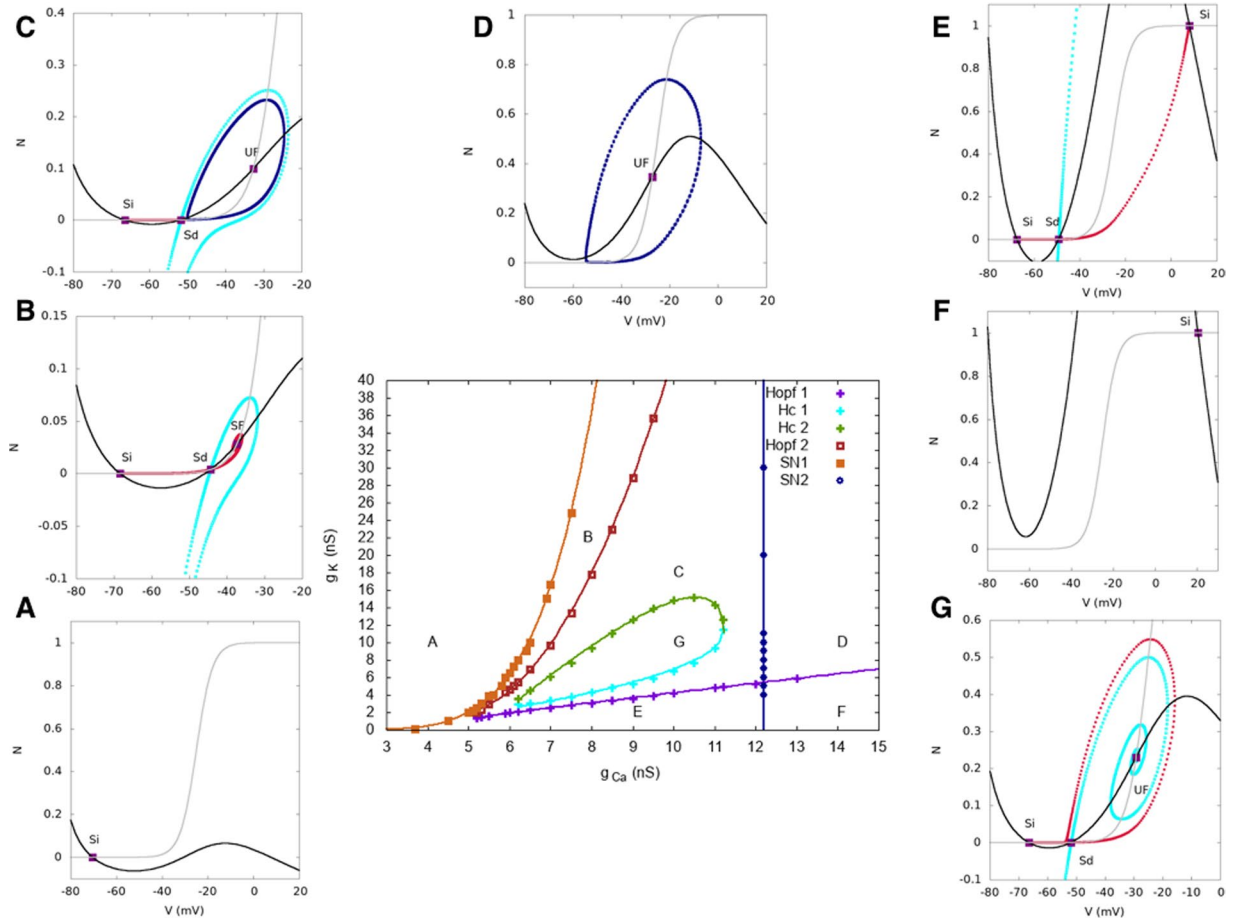 C
0.4
0.3
0.2
0.1
0
-0.1
N
Si
Sd
UF
-80 -70 -60 -50 -40 -30 -20
V (mV)
D
1
0.8
0.6
0.4
0.2
0
N
UF
-80 -60 -40 -20 0 20
V (mV)
E
1
0.8
0.6
0.4
0.2
0
N
Si
Si
Sd
-80 -60 -40 -20 0 20
V (mV)
B
0.15
0.1
0.05
0
-0.05
-0.1
N
Si
Sd
SF
-80 -70 -60 -50 -40 -30 -20
V (mV)
40
38
36
34
32
30
28
26
24
22
20
18
16
14
12
10
8
6
4
2
0
g K (nS)
Hopf 1
Hc 1
Hc 2
Hopf 2
SN1
SN2
A
B
C
G
D
E
F
3 4 5 6 7 8 9 10 11 12 13 14 15
g Ca (nS)
F
1
0.8
0.6
0.4
0.2
0
N
Si
-80 -60 -40 -20 0 20
V (mV)
A
1
0.8
0.6
0.4
0.2
0
N
Si
-80 -60 -40 -20 0 20
V (mV)
G
0.6
0.5
0.4
0.3
0.2
0.1
0
-0.1
N
Si
Sd
UF
-80 -70 -60 -50 -40 -30 -20 -10 0
V (mV)